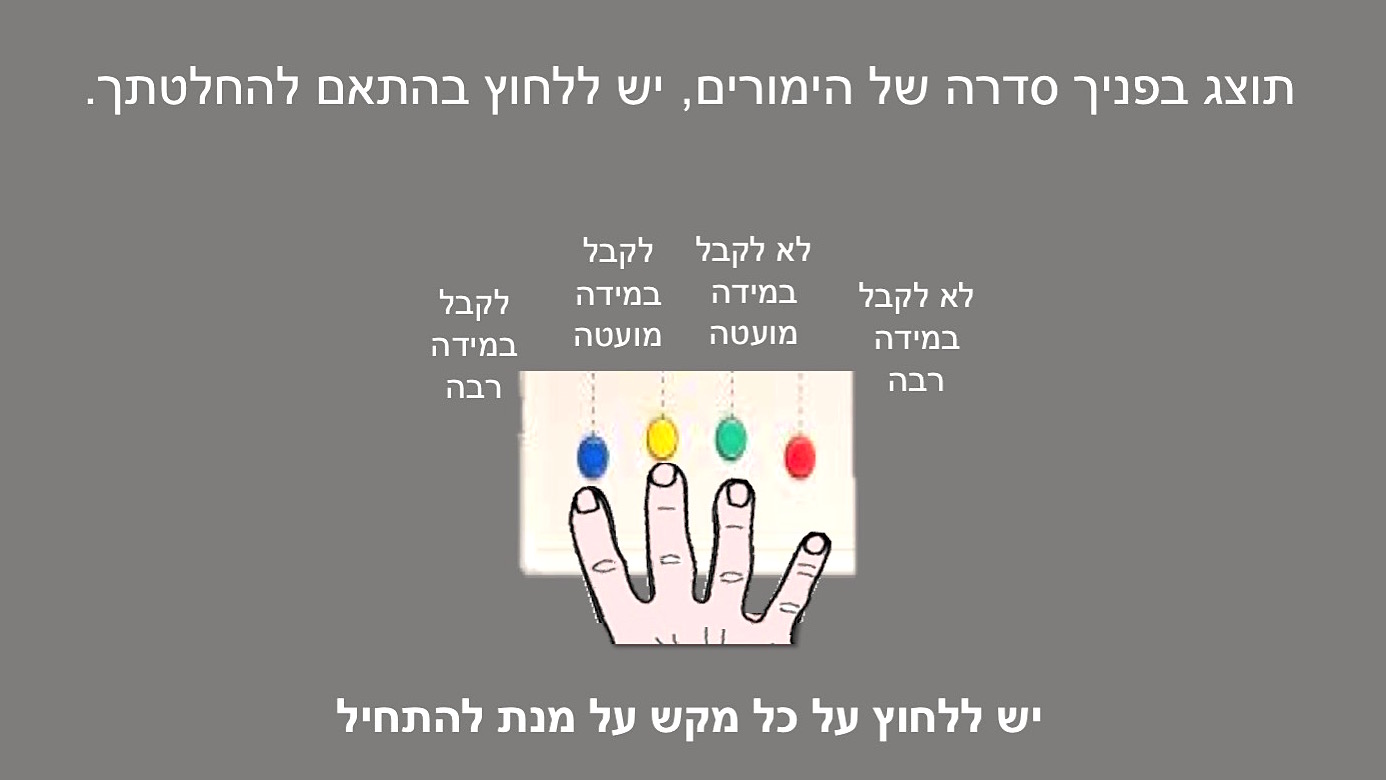 תוצג בפניך סדרה של הימורים, יש ללחוץ בהתאם להחלטתך.
לא לקבל
במידה
רבה
לא לקבל
במידה
מועטה
לקבל
במידה
מועטה
לקבל
במידה
רבה
יש ללחוץ על כל מקש על מנת להתחיל